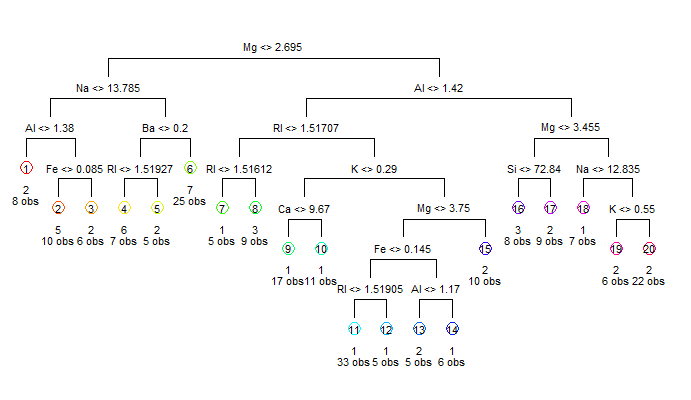 Mg <> 2.695
Na <> 13.785
Al <> 1.42
Al <> 1.38
Ba <> 0.2
RI <> 1.51707
Mg <> 3.455
1
2
8 obs
Fe <> 0.085
RI <> 1.51927
6
7
25 obs
RI <> 1.51612
K <> 0.29
Si <> 72.84
Na <> 12.835
2
5
10 obs
3
2
6 obs
4
6
7 obs
5
2
5 obs
7
1
5 obs
8
3
9 obs
Ca <> 9.67
Mg <> 3.75
16
3
8 obs
17
2
9 obs
18
1
7 obs
K <> 0.55
9
1
17 obs
10
1
11 obs
Fe <> 0.145
15
2
10 obs
19
2
6 obs
20
2
22 obs
RI <> 1.51905
Al <> 1.17
11
1
33 obs
12
1
5 obs
13
2
5 obs
14
1
6 obs